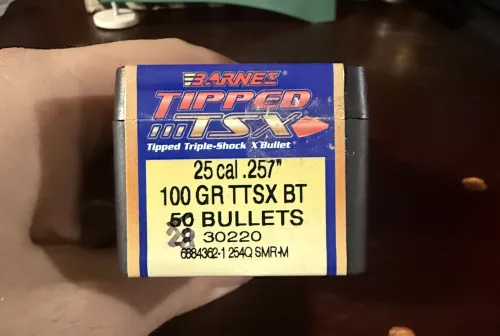 BARNES®
TIPPED
TSX
Tipped Triple-Shock X Bullet®
25 cal .257"
100 GR TTSX BT
50 BULLETS
28 30220
6884362-1 254Q SMR-M